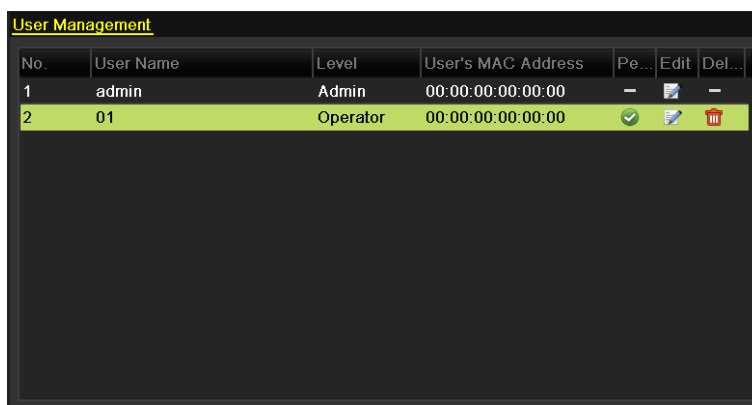 User Management
No. User Name Level User's MAC Address Pe... Edit Del...
1 admin Admin 00:00:00:00:00:00 – –
2 01 Operator 00:00:00:00:00:00